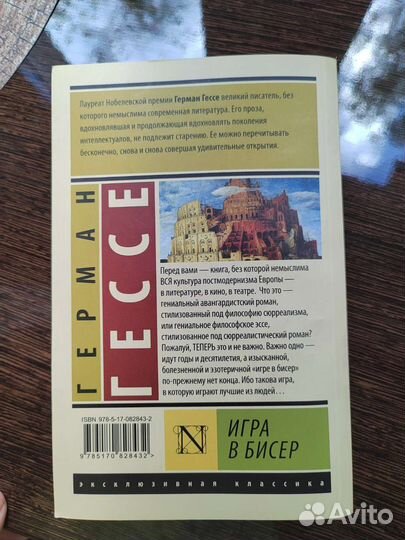 Лауреат Нобелевской премии Герман Гессе великий писатель, без
которого немыслима современная литература. Его проза,
вдохновлявшая и продолжающая вдохновлять поколения
интеллектуалов, не подлежит старению. Ее можно перечитывать
бесконечно, снова и снова совершая удивительные открытия.
ГЕРМАН
ГЕССЕ
Перед вами — книга, без которой немыслима
ВСЯ культура постмодернизма Европы —
в литературе, в кино, в театре. Что это —
гениальный авангардистский роман,
стилизованный под философию сюрреализма,
или гениальное философское эссе,
стилизованное под сюрреалистический роман?
Пожалуй, ТЕПЕРЬ это и не важно. Важно одно —
идут годы и десятилетия, а изысканной,
болезненной и эзотеричной «игре в бисер»
по-прежнему нет конца. Ибо такова игра,
в которую играют лучшие из людей...
ISBN 978-5-17-082843-2
9 785170 828432
N
ИГРА
В БИСЕР
эксклюзивная классика
Avito